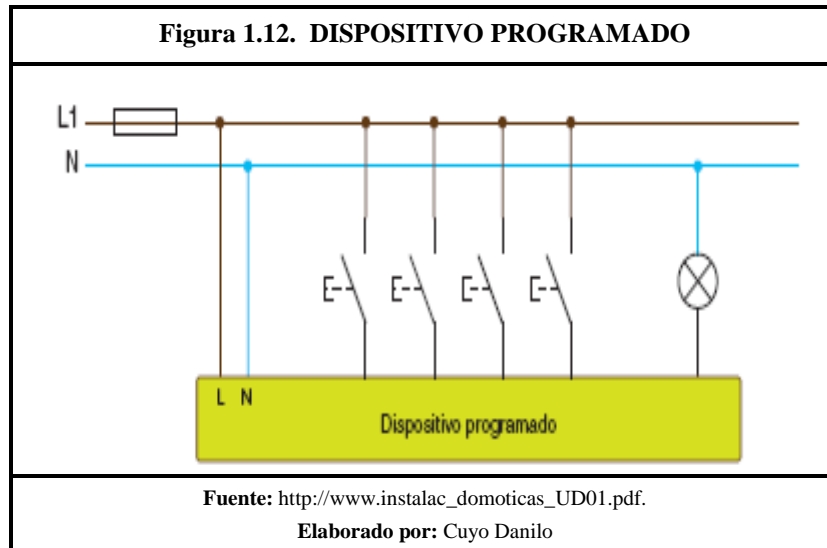 Figura 1.12.  DISPOSITIVO PROGRAMADO
L1
N
L N
Dispositivo programado
Fuente: http://www.instalac_domoticas_UD01.pdf.
Elaborado por: Cuyo Danilo